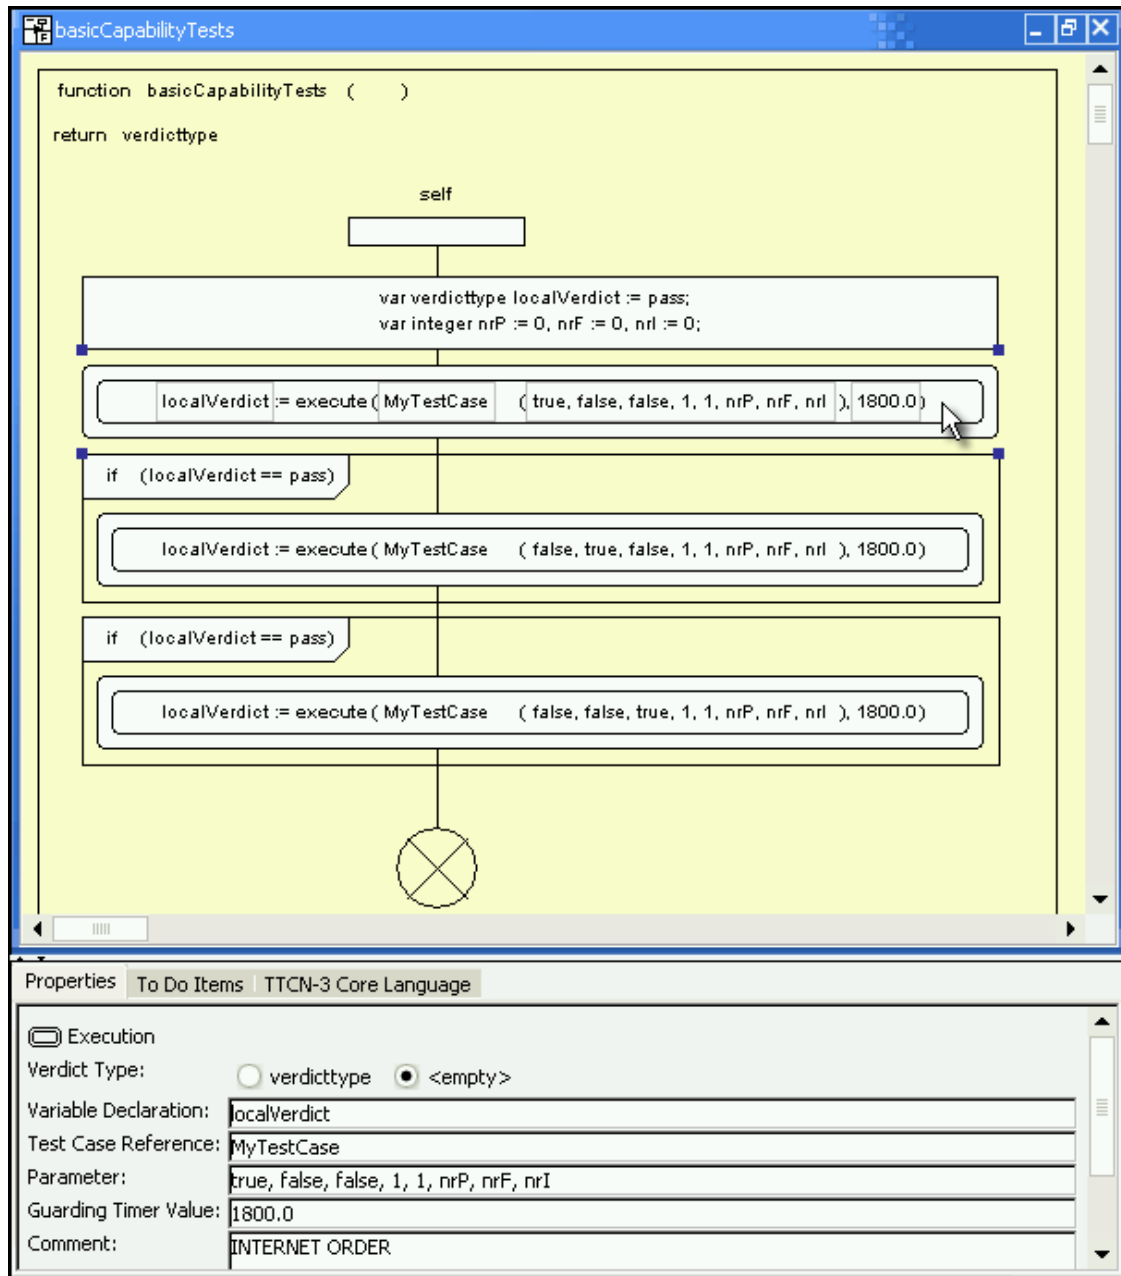 basicCapabilityTests
function basicCapabilityTests ( )
return verdicttype
self
var verdicttype localVerdict := pass;
var integer nrP := 0, nrF := 0, nrI := 0;
localVerdict := execute ( MyTestCase ( true, false, false, 1, 1, nrP, nrF, nrI ), 1800.0)
if (localVerdict == pass)
localVerdict := execute ( MyTestCase ( false, true, false, 1, 1, nrP, nrF, nrI ), 1800.0)
if (localVerdict == pass)
localVerdict := execute ( MyTestCase ( false, false, true, 1, 1, nrP, nrF, nrI ), 1800.0)
Properties To Do Items TTCN-3 Core Language
Execution
Verdict Type: verdicttype <empty>
Variable Declaration: localVerdict
Test Case Reference: MyTestCase
Parameter: true, false, false, 1, 1, nrP, nrF, nrI
Guarding Timer Value: 1800.0
Comment: INTERNET ORDER